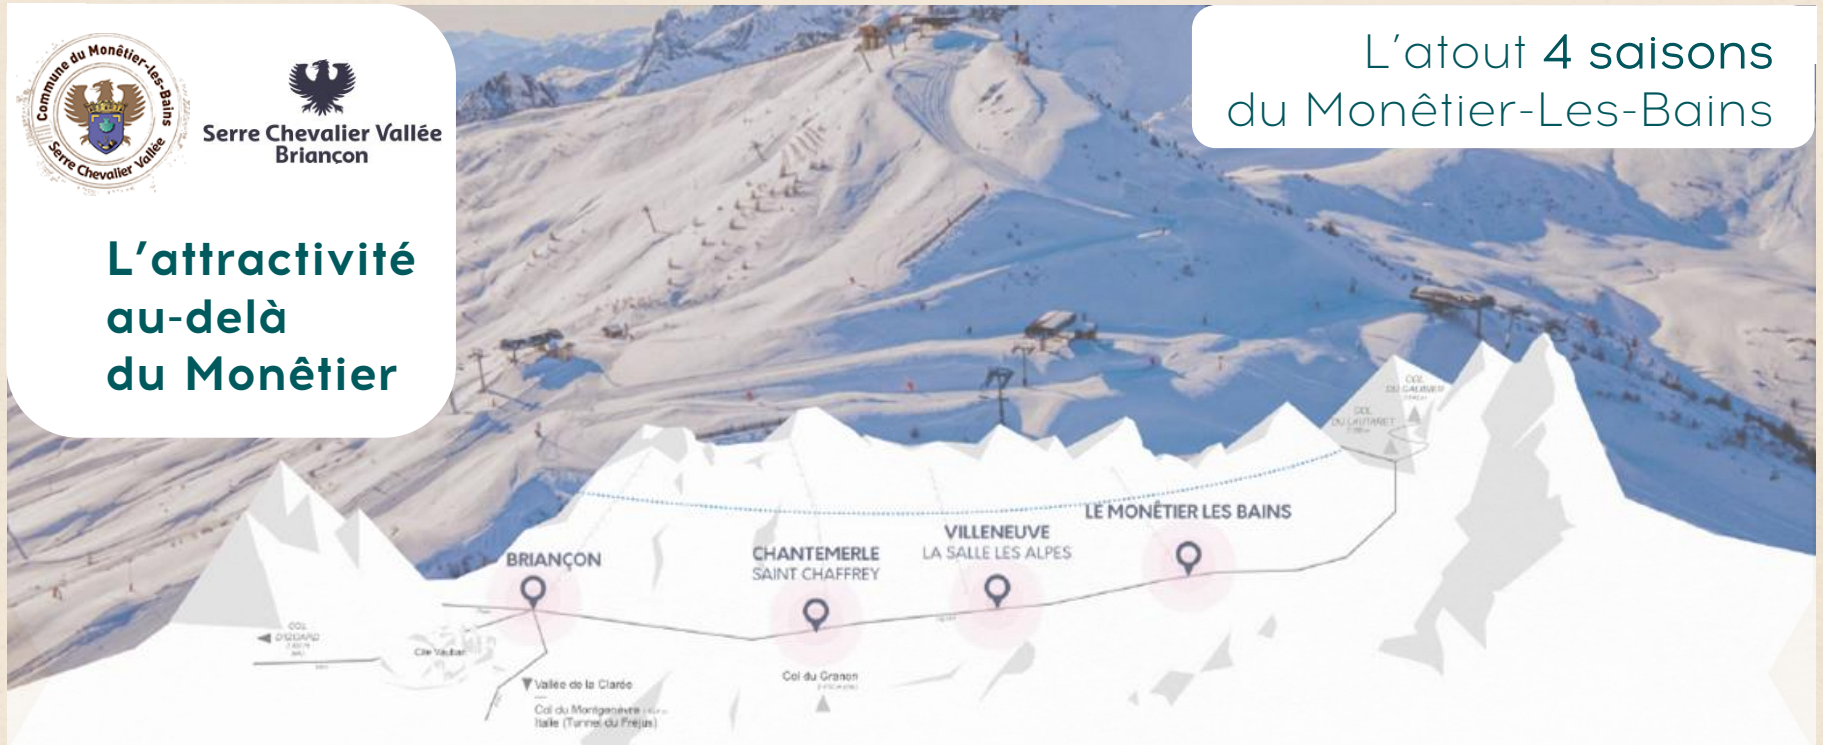 Commune du Monêtier-les-Bains
Serre Chevalier Vallée
Serre Chevalier Vallée
Briançon
L'atout 4 saisons
du Monêtier-Les-Bains
L'attractivité
au-delà
du Monêtier
COL
DU GALIBIER
COL
DU LAUTARET
LE MONÊTIER LES BAINS
VILLENEUVE
LA SALLE LES ALPES
CHANTEMERLE
SAINT CHAFFREY
BRIANÇON
COL
D'IZOARD
Cité Vauban
Vallée de la Clarée
Col du Montgenèvre
Italie (Tunnel du Fréjus)
Col du Granon